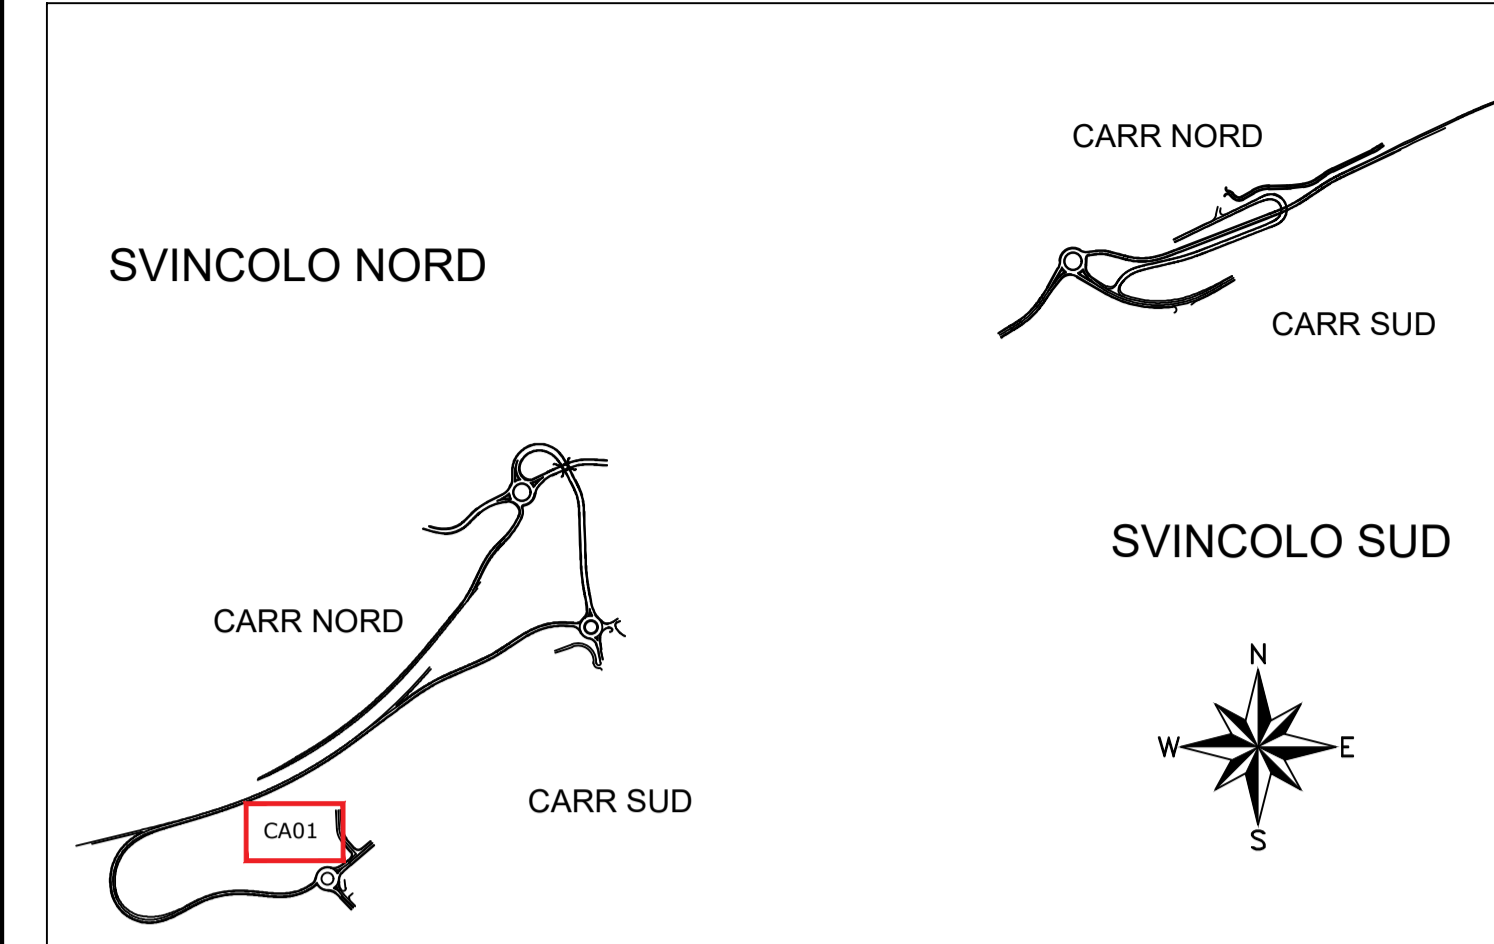 CARR NORD
SVINCOLO NORD
CARR SUD
SVINCOLO SUD
CARR NORD
N
W
E
S
CARR SUD
CA01